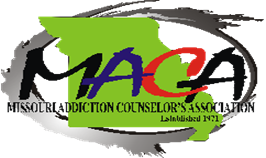 MACA
MISSOURI ADDICTION COUNSELOR'S ASSOCIATION
Established 1971